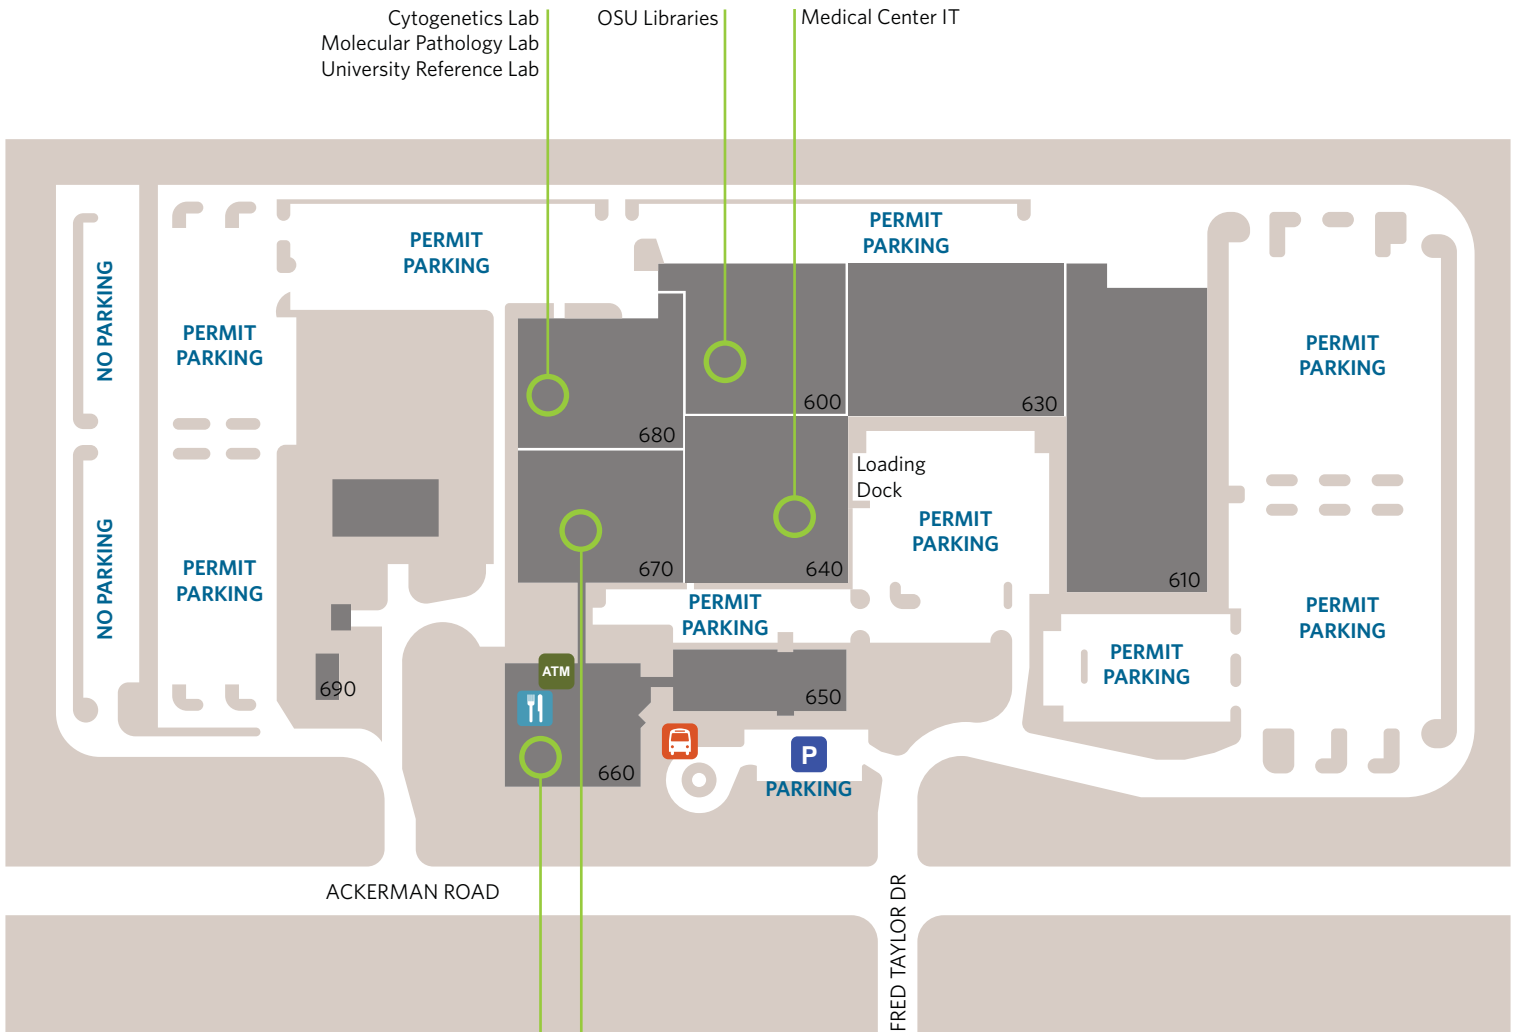 Cytogenetics Lab
Molecular Pathology Lab
University Reference Lab
OSU Libraries
Medical Center IT
PERMIT
PARKING
PERMIT
PARKING
NO PARKING
PERMIT
PARKING
PERMIT
PARKING
600
630
680
Loading
Dock
PERMIT
PARKING
NO PARKING
PERMIT
PARKING
670
640
610
PERMIT
PARKING
PERMIT
PARKING
PERMIT
PARKING
ATM
690
650
660
P
PARKING
ACKERMAN ROAD
FRED TAYLOR DR